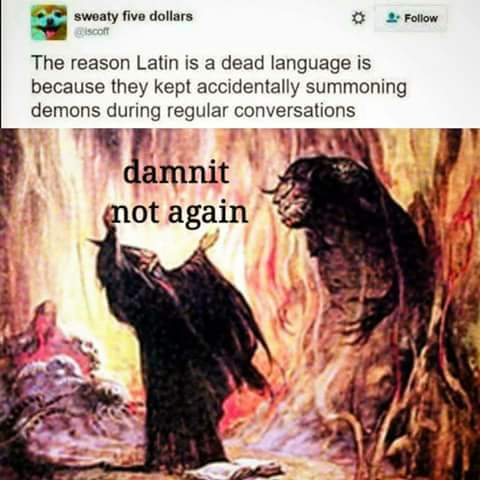 sweaty five dollars
@iscoff
Follow
The reason Latin is a dead language is
because they kept accidentally summoning
demons during regular conversations
damnit
not again